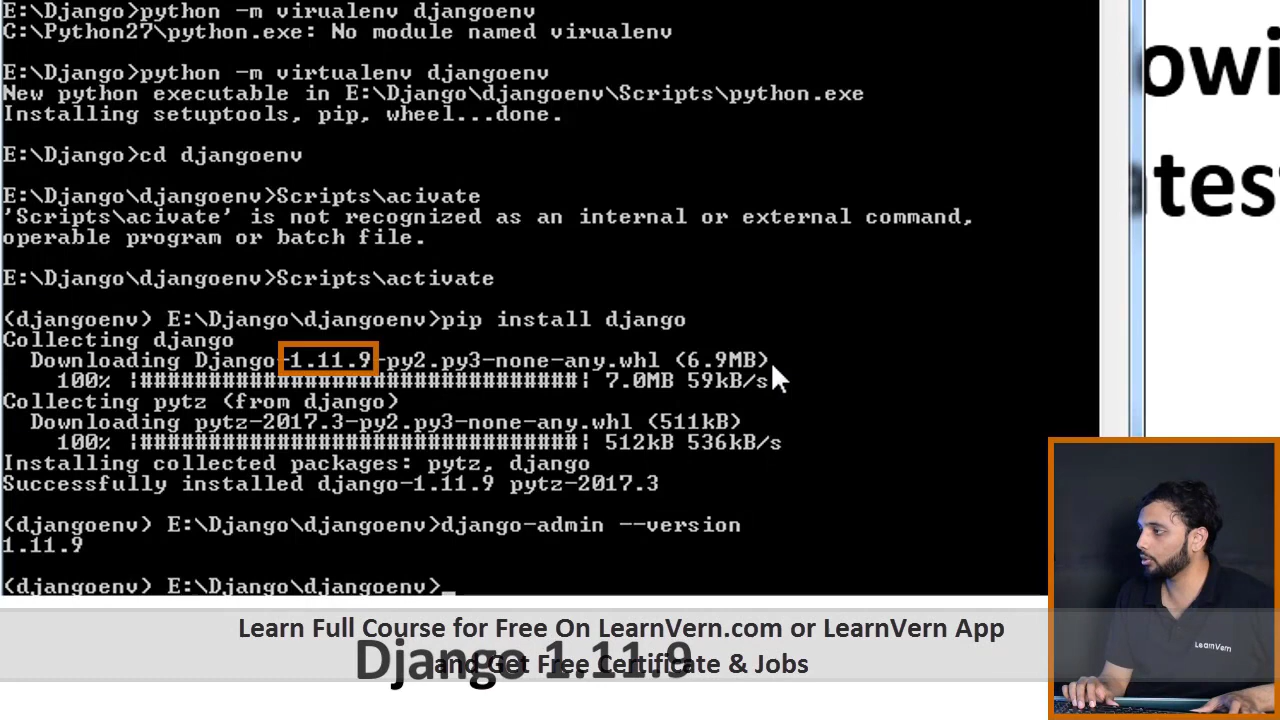 E:\Django>python -m virualenv djangoenv
C:\Python27\python.exe: No module named virualenv
E:\Django>python -m virtualenv djangoenv
New python executable in E:\Django\djangoenv\Scripts\python.exe
Installing setuptools, pip, wheel...done.
E:\Django>cd djangoenv
E:\Django\djangoenv>Scripts\acivate
'Scripts\acivate' is not recognized as an internal or external command,
operable program or batch file.
E:\Django\djangoenv>Scripts\activate
(djangoenv) E:\Django\djangoenv>pip install django
Collecting django
Downloading Django-1.11.9-py2.py3-none-any.whl (6.9MB)
100% |################################| 7.0MB 59kB/s
Collecting pytz (from django)
Downloading pytz-2017.3-py2.py3-none-any.whl (511kB)
100% |################################| 512kB 536kB/s
Installing collected packages: pytz, django
Successfully installed django-1.11.9 pytz-2017.3
(djangoenv) E:\Django\djangoenv>django-admin --version
1.11.9
(djangoenv) E:\Django\djangoenv>_
owi
tes
LearnVern
Learn Full Course for Free On LearnVern.com or LearnVern App
and Get Free Certificate & Jobs
Django 1.11.9